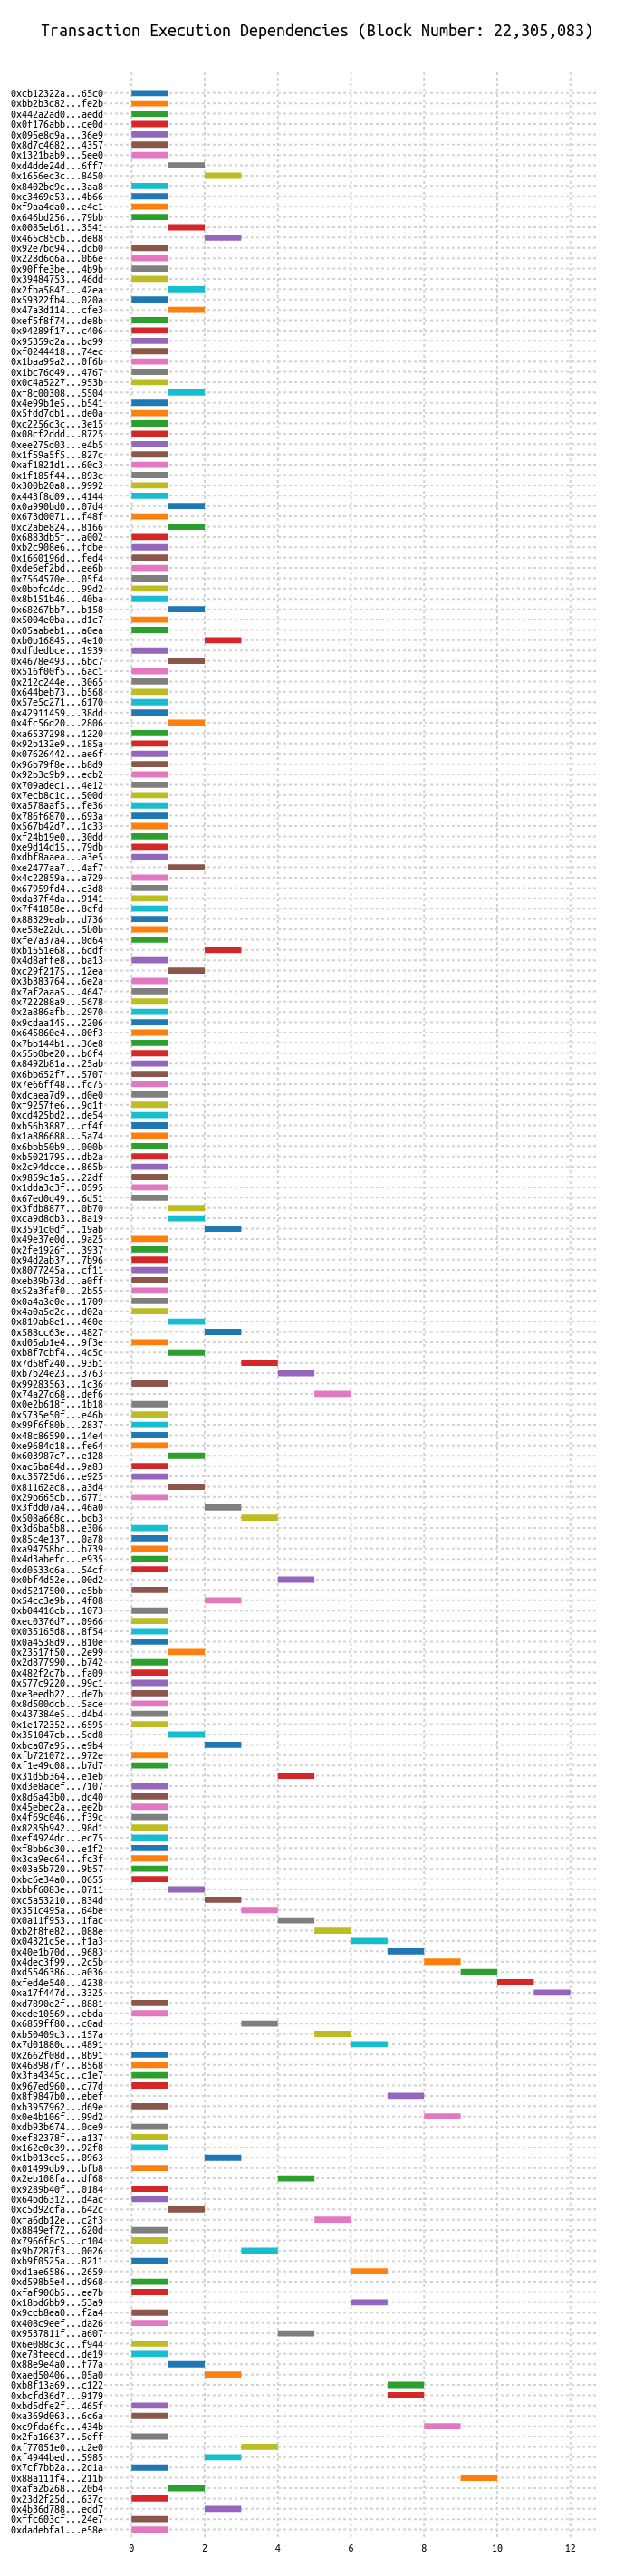 Transaction Execution Dependencies (Block Number: 22,305,083)
0xcb12322a...65c0
0xbb2b3c82...fe2b
0x442a2ad0...aedd
0x0f176abb...ce0d
0x095e8d9a...36e9
0x8d7c4682...4357
0x1321bab9...5ee0
0xd4dde24d...6ff7
0x1656ec3c...8450
0x8402bd9c...3aa8
0xc3469e53...4b66
0xf9aa4da0...e4c1
0x646bd256...79bb
0x0085eb61...3541
0x465c85cb...de88
0x92e7bd94...dcb0
0x228d6d6a...0b6e
0x90ffe3be...4b9b
0x39484753...46dd
0x2fba5847...42ea
0x59322fb4...020a
0x47a3d114...cfe3
0xef5f8f74...de8b
0x94289f17...c406
0x95359d2a...bc99
0xf0244418...74ec
0x1baa99a2...0f6b
0x1bc76d49...4767
0x0c4a5227...953b
0xf8c00308...5504
0x4e99b1e5...b541
0x5fdd7db1...de0a
0xc2256c3c...3e15
0x08cf2ddd...8725
0xee275d03...e4b5
0x1f59a5f5...827c
0xaf1821d1...60c3
0x1f185f44...893c
0x300b20a8...9992
0x443f8d09...4144
0x0a990bd0...07d4
0x673d0071...f48f
0xc2abe824...8166
0x6883db5f...a002
0xb2c908e6...fdbe
0x1660196d...fed4
0xde6ef2bd...ee6b
0x7564570e...05f4
0x0bbfc4dc...99d2
0x8b151b46...40ba
0x68267bb7...b158
0x5004e0ba...d1c7
0x05aabeb1...a0ea
0xb0b16845...4e10
0xdfdedbce...1939
0x4678e493...6bc7
0x516f00f5...6ac1
0x212c244e...3065
0x644beb73...b568
0x57e5c271...6170
0x42911459...38dd
0x4fc56d20...2806
0xa6537298...1220
0x92b132e9...185a
0x07626442...ae6f
0x96b79f8e...b8d9
0x92b3c9b9...ecb2
0x709adec1...4e12
0x7ecb8c1c...500d
0xa578aaf5...fe36
0x786f6870...693a
0x567b42d7...1c33
0xf24b19e0...30dd
0xe9d14d15...79db
0xdbf8aaea...a3e5
0xe2477aa7...4af7
0x4c22859a...a729
0x67959fd4...c3d8
0xda37f4da...9141
0x7f41858e...8cfd
0x88329eab...d736
0xe58e22dc...5b0b
0xfe7a37a4...0d64
0xb1551e68...6ddf
0x4d8affe8...ba13
0xc29f2175...12ea
0x3b383764...6e2a
0x7af2aaa5...4647
0x722288a9...5678
0x2a886afb...2970
0x9cdaa145...2206
0x645860e4...00f3
0x7bb144b1...36e8
0x55b0be20...b6f4
0x8492b81a...25ab
0x6bb652f7...5707
0x7e66ff48...fc75
0xdcaea7d9...d0e0
0xf9257fe6...9d1f
0xcd425bd2...de54
0xb56b3887...cf4f
0x1a886688...5a74
0x6bbb50b9...000b
0xb5021795...db2a
0x2c94dcce...865b
0x9859c1a5...22df
0x1dda3c3f...0595
0x67ed0d49...6d51
0x3fdb8877...0b70
0xca9d8db3...8a19
0x3591c0df...19ab
0x49e37e0d...9a25
0x2fe1926f...3937
0x94d2ab37...7b96
0x8077245a...cf11
0xeb39b73d...a0ff
0x52a3faf0...2b55
0x0a4a3e0e...1709
0x4a0a5d2c...d02a
0x819ab8e1...460e
0x588cc63e...4827
0xd05ab1e4...9f3e
0xb8f7cbf4...4c5c
0x7d58f240...93b1
0xb7b24e23...3763
0x99283563...1c36
0x74a27d68...def6
0x0e2b618f...1b18
0x5735e50f...e46b
0x99f6f80b...2837
0x48c86590...14e4
0xe9684d18...fe64
0x603987c7...e128
0xac5ba84d...9a83
0xc35725d6...e925
0x81162ac8...a3d4
0x29b665cb...6771
0x3fdd07a4...46a0
0x508a668c...bdb3
0x3d6ba5b8...e306
0x85c4e137...0a78
0xa94758bc...b739
0x4d3abefc...e935
0xd0533c6a...54cf
0x0bf4d52e...00d2
0xd5217500...e5bb
0x54cc3e9b...4f08
0xb04416cb...1073
0xec0376d7...0966
0x035165d8...8f54
0x0a4538d9...810e
0x23517f50...2e99
0x2d877990...b742
0x482f2c7b...fa09
0x577c9220...99c1
0xe3eedb22...de7b
0x8d500dcb...5ace
0x437384e5...d4b4
0x1e172352...6595
0x351047cb...5ed8
0xbca07a95...e9b4
0xfb721072...972e
0xf1e49c08...b7d7
0x31d5b364...e1eb
0xd3e8adef...7107
0x8d6a43b0...dc40
0x45ebec2a...ee2b
0x4f69c046...f39c
0x8285b942...98d1
0xef4924dc...ec75
0xf8bb6d30...e1f2
0x3ca9ec64...fc3f
0x03a5b720...9b57
0xbc6e34a0...0655
0xbbf6083e...0711
0xc5a53210...834d
0x351c495a...64be
0x0a11f953...1fac
0xb2f8fe82...088e
0x04321c5e...f1a3
0x40e1b70d...9683
0x4dec3f99...2c5b
0xd5546386...a036
0xfed4e540...4238
0xa17f447d...3325
0xd7890e2f...8881
0xede10569...ebda
0x6859ff80...c0ad
0xb50409c3...157a
0x7d01880c...4891
0x2662f08d...8b91
0x468987f7...8568
0x3fa4345c...c1e7
0x967ed960...c77d
0x8f9847b0...ebef
0xb3957962...d69e
0x0e4b106f...99d2
0xdb93b674...0ce9
0xef82378f...a137
0x162e0c39...92f8
0x1b013de5...0963
0x01499db9...bfb8
0x2eb108fa...df68
0x9289b40f...0184
0x64bd6312...d4ac
0xc5d92cfa...642c
0xfa6db12e...c2f3
0x8849ef72...620d
0x7966f8c5...c104
0x9b7287f3...0026
0xb9f0525a...8211
0xd1ae6586...2659
0xd598b5e4...d968
0xfaf906b5...ee7b
0x18bd6bb9...53a9
0x9ccb8ea0...f2a4
0x408c9eef...da26
0x9537811f...a607
0x6e088c3c...f944
0xe78feecd...de19
0x88e9e4a0...f77a
0xaed50406...05a0
0xb8f13a69...c122
0xbcfd36d7...9179
0xbd5dfe2f...465f
0xa369d063...6c6a
0xc9fda6fc...434b
0x2fa16637...5eff
0xf77051e0...c2e0
0xf4944bed...5985
0x7cf7bb2a...2d1a
0x88a111f4...211b
0xafa2b268...20b4
0x23d2f25d...637c
0x4b36d788...edd7
0xffc603cf...24e7
0xdadebfa1...e58e
0 2 4 6 8 10 12